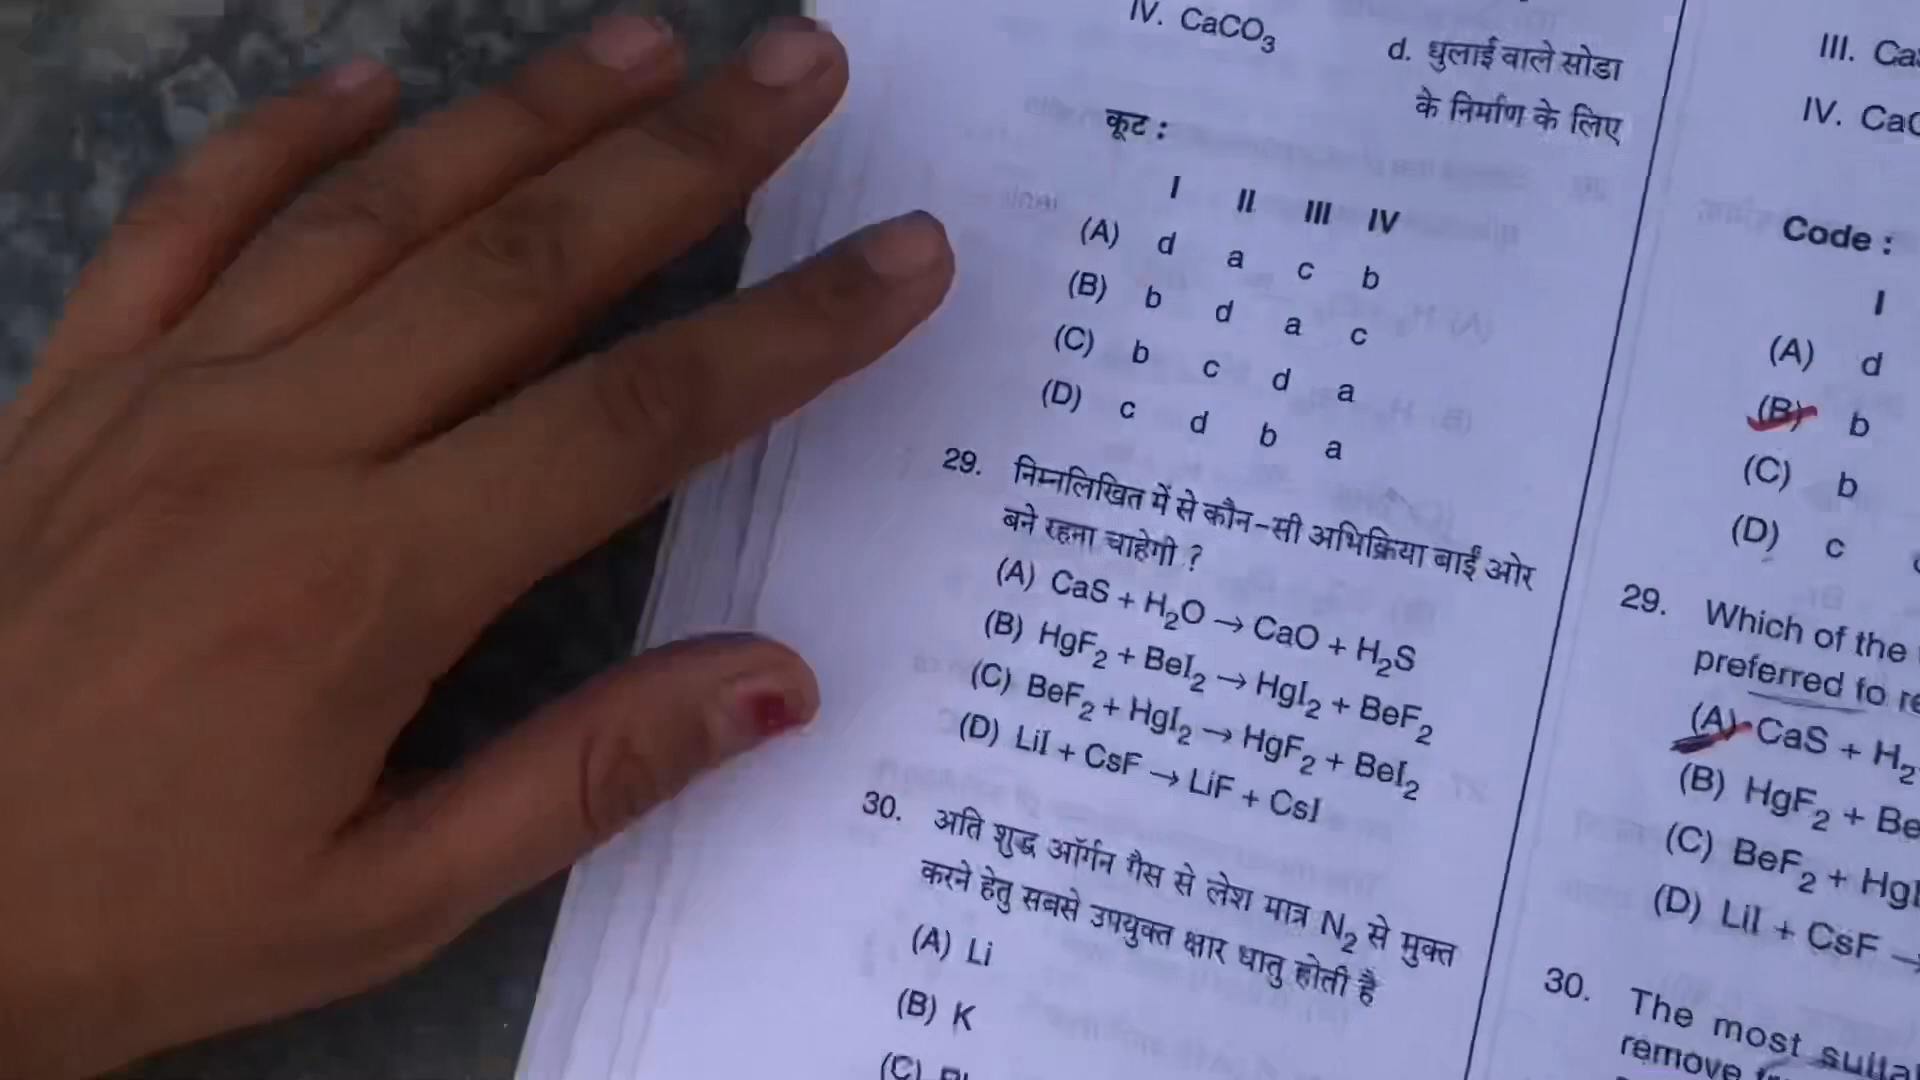 IV. CaCO₃
d. धुलाई वाले सोडा
के निर्माण के लिए
कूट :
I II III IV
(A) d a c b
(B) b d a c
(C) b c d a
(D) c d b a
29. निम्नलिखित में से कौन-सी अभिक्रिया बाईं ओर
बने रहना चाहेगी ?
(A) CaS + H₂O → CaO + H₂S
(B) HgF₂ + BeI₂ → HgI₂ + BeF₂
(C) BeF₂ + HgI₂ → HgF₂ + BeI₂
(D) LiI + CsF → LiF + CsI
30. अति शुद्ध ऑर्गन गैस से लेश मात्र N₂ से मुक्त
करने हेतु सबसे उपयुक्त क्षार धातु होती है
(A) Li
(B) K
(C)
III. Ca
IV. Ca
Code :
I
(A) d
(B) b
(C) b
(D) c
29. Which of the
preferred to re
(A) CaS + H₂
(B) HgF₂ + Be
(C) BeF₂ + HgI
(D) LiI + CsF →
30. The most suita
remove